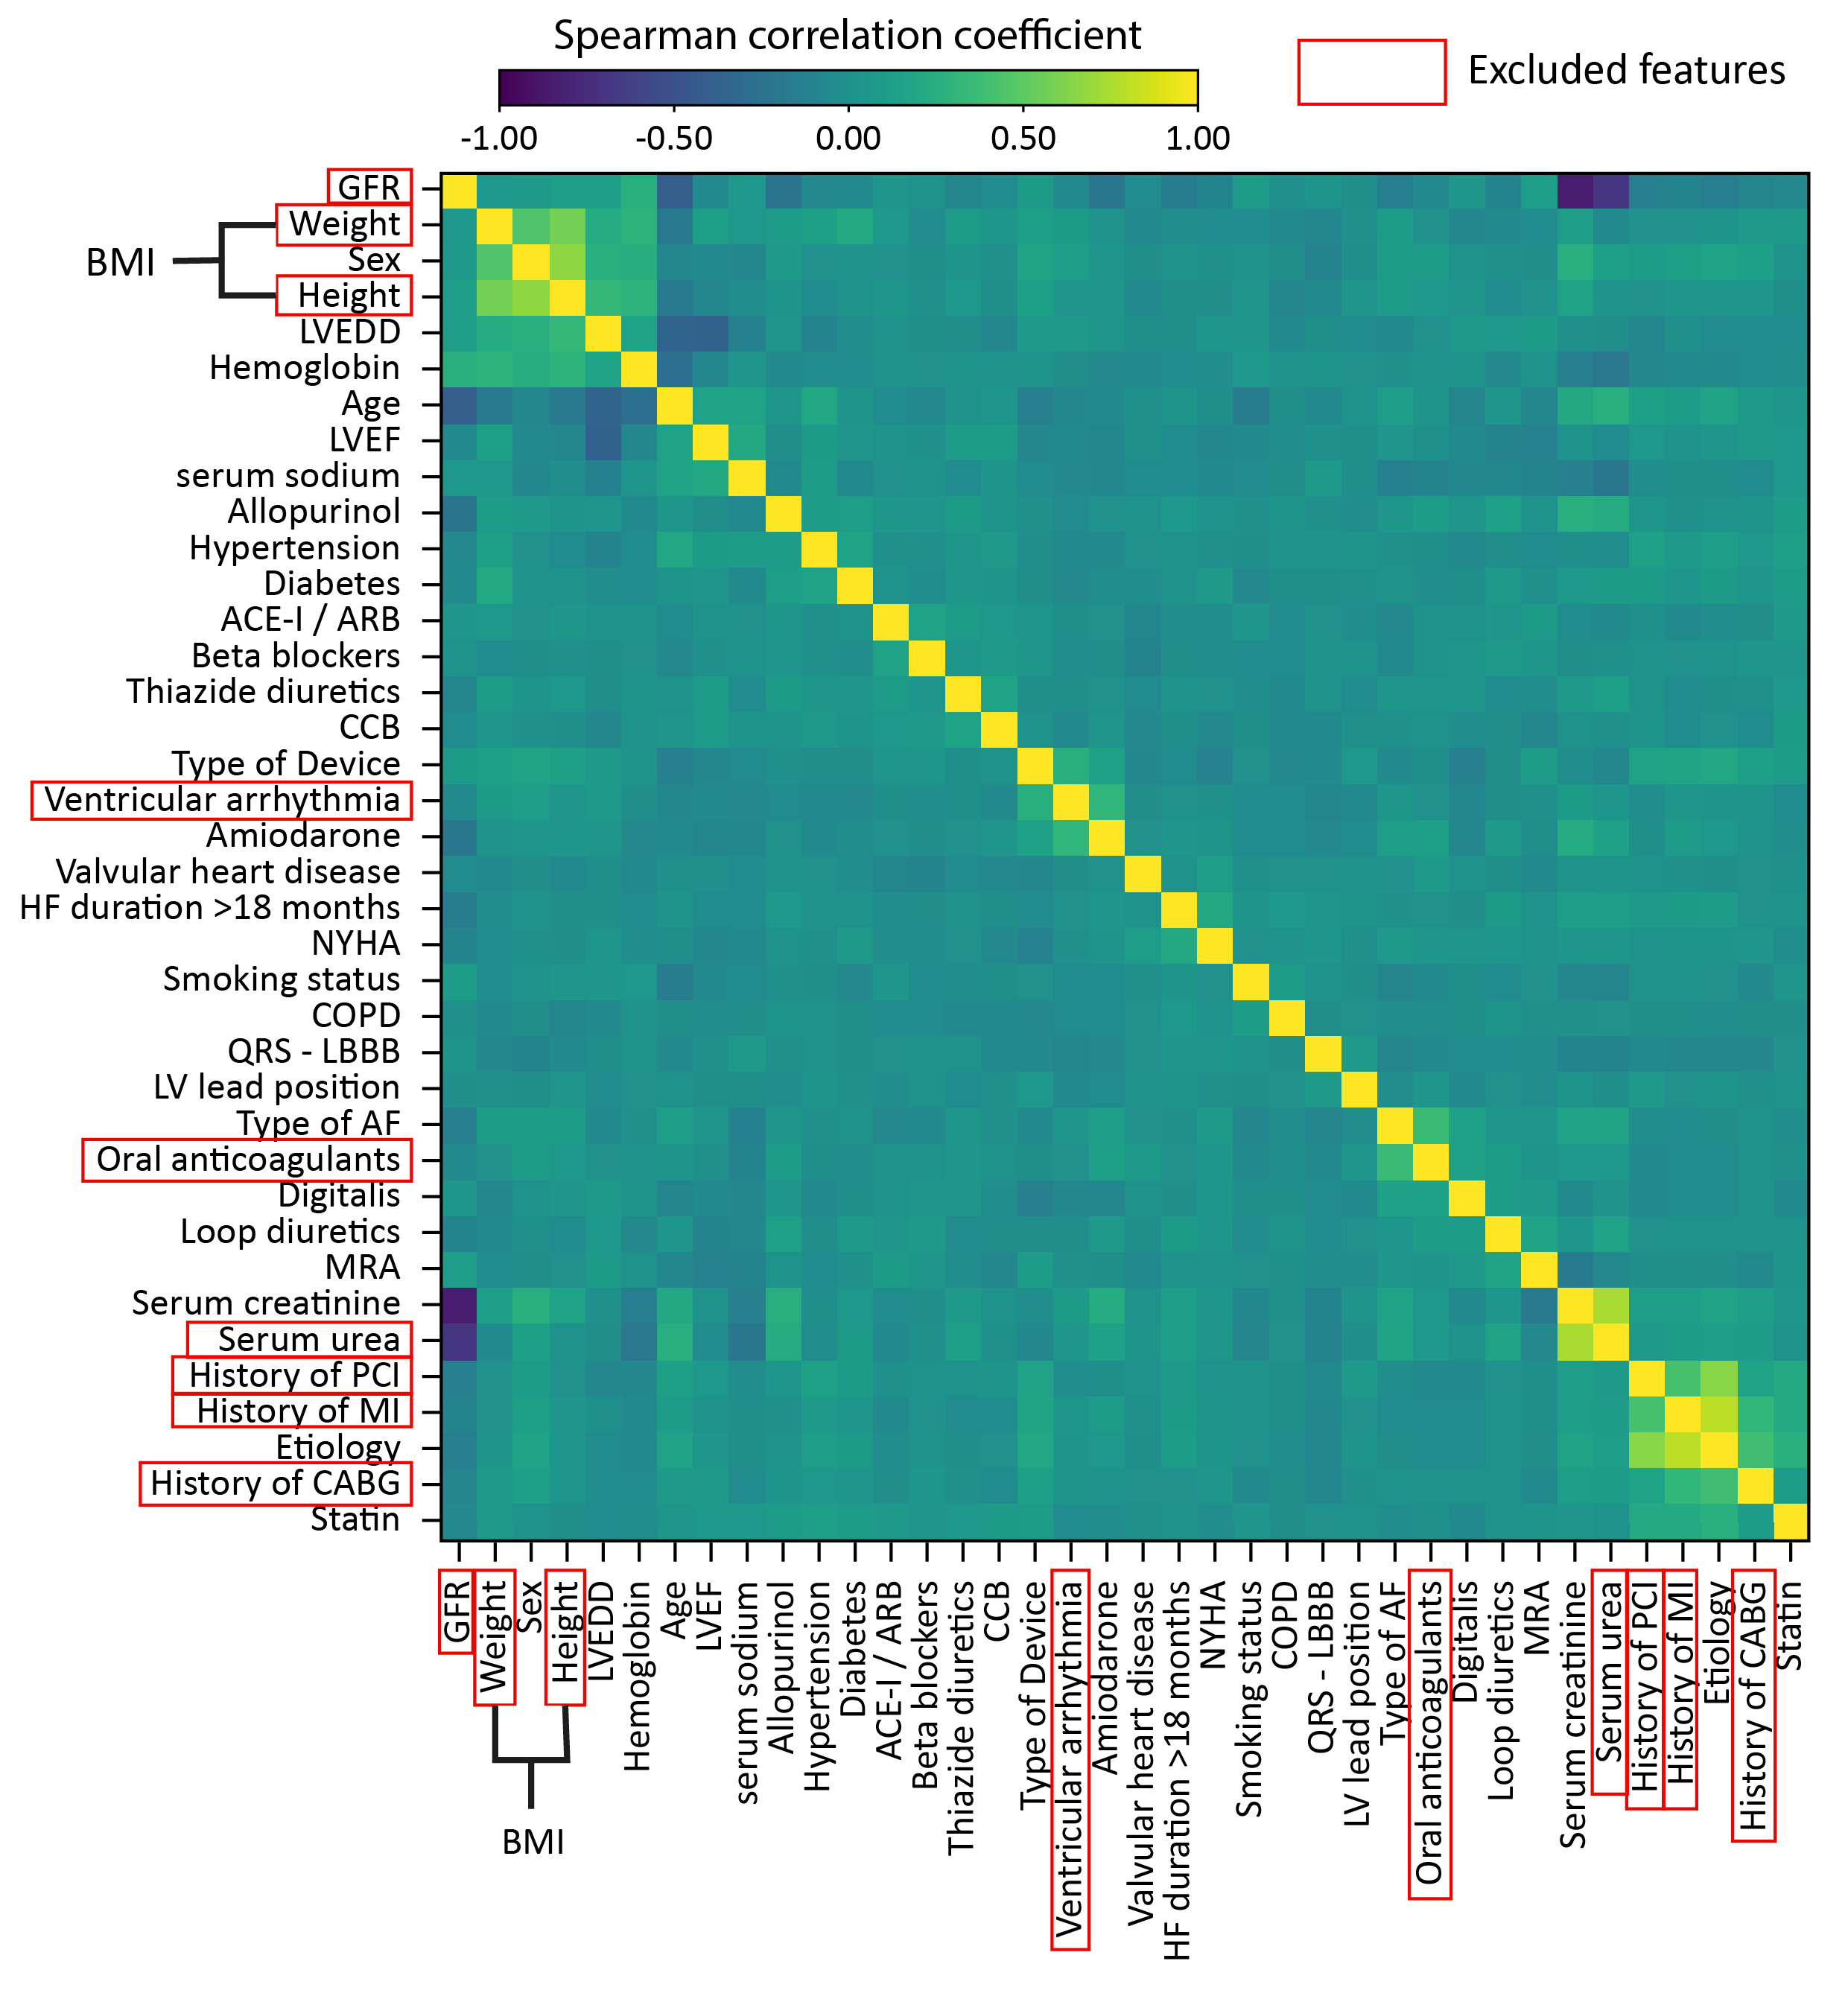 Spearman correlation coefficient
Excluded features
-1.00 -0.50 0.00 0.50 1.00
GFR
Weight
BMI
Sex
Height
LVEDD
Hemoglobin
Age
LVEF
serum sodium
Allopurinol
Hypertension
Diabetes
ACE-I / ARB
Beta blockers
Thiazide diuretics
CCB
Type of Device
Ventricular arrhythmia
Amiodarone
Valvular heart disease
HF duration >18 months
NYHA
Smoking status
COPD
QRS - LBBB
LV lead position
Type of AF
Oral anticoagulants
Digitalis
Loop diuretics
MRA
Serum creatinine
Serum urea
History of PCI
History of MI
Etiology
History of CABG
Statin
GFR
Weight
Sex
Height
LVEDD
Hemoglobin
Age
LVEF
serum sodium
Allopurinol
Hypertension
Diabetes
ACE-I / ARB
Beta blockers
Thiazide diuretics
CCB
Type of Device
Ventricular arrhythmia
Amiodarone
Valvular heart disease
HF duration >18 months
NYHA
Smoking status
COPD
QRS - LBBB
LV lead position
Type of AF
Oral anticoagulants
Digitalis
Loop diuretics
MRA
Serum creatinine
Serum urea
History of PCI
History of MI
Etiology
History of CABG
Statin
BMI